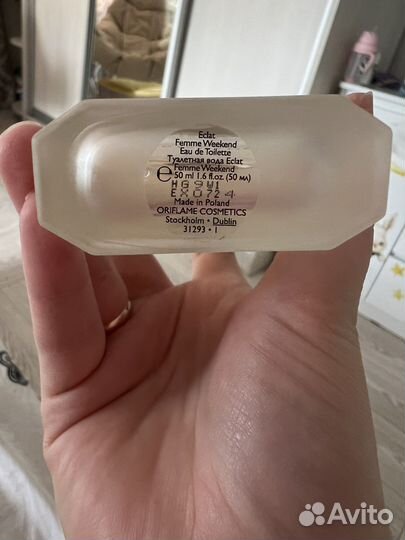 Eclat
Femme Weekend
Eau de Toilette
Туалетная вода Eclat
Femme Weekend
e 50 ml 1.6 fl.oz. (50 мл)
H89W1
EX0724
Made in Poland
ORIFLAME COSMETICS
Stockholm • Dublin
31293 • 1
Avito